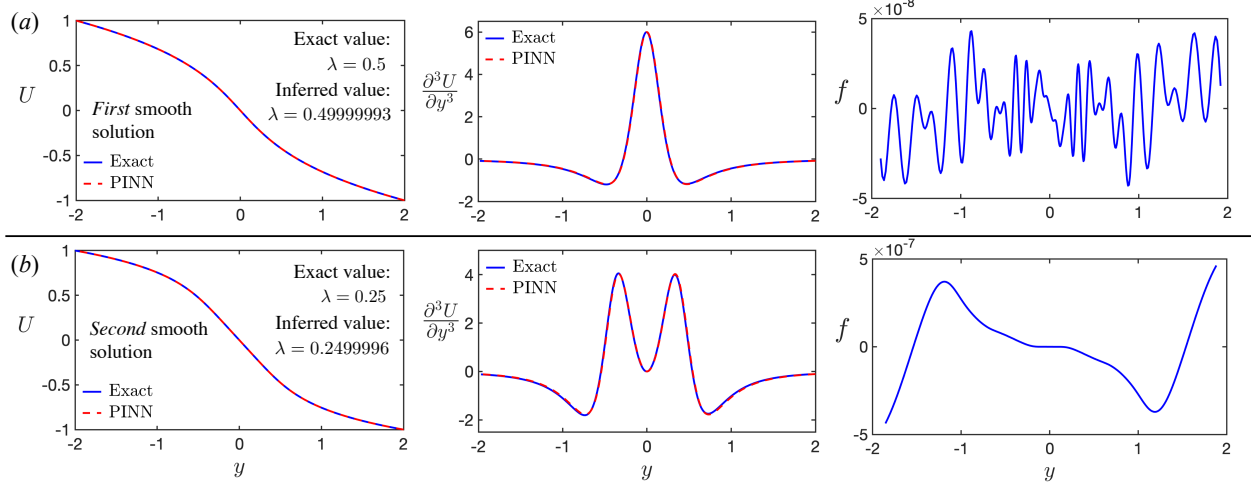 (a)
U
1
0.5
0
-0.5
-1
-2
-1
0
1
2
Exact value:
λ = 0.5
Inferred value:
λ = 0.49999993
First smooth
solution
Exact
PINN
∂³U
∂y³
6
4
2
0
-2
-2
-1
0
1
2
y
Exact
PINN
f
×10⁻⁸
5
0
-5
-2
-1
0
1
2
(b)
U
1
0.5
0
-0.5
-1
-2
-1
0
1
2
y
Exact value:
λ = 0.25
Inferred value:
λ = 0.2499996
Second smooth
solution
Exact
PINN
∂³U
∂y³
4
2
0
-2
-2
-1
0
1
2
y
Exact
PINN
f
×10⁻⁷
5
0
-5
-2
-1
0
1
2
y